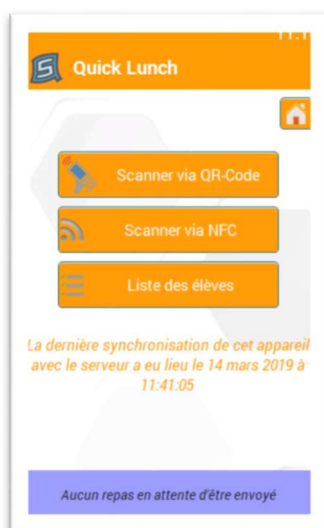 Quick Lunch
Scanner via QR-Code
Scanner via NFC
Liste des élèves
La dernière synchronisation de cet appareil
avec le serveur a eu lieu le 14 mars 2019 à
11:41:05
Aucun repas en attente d'être envoyé